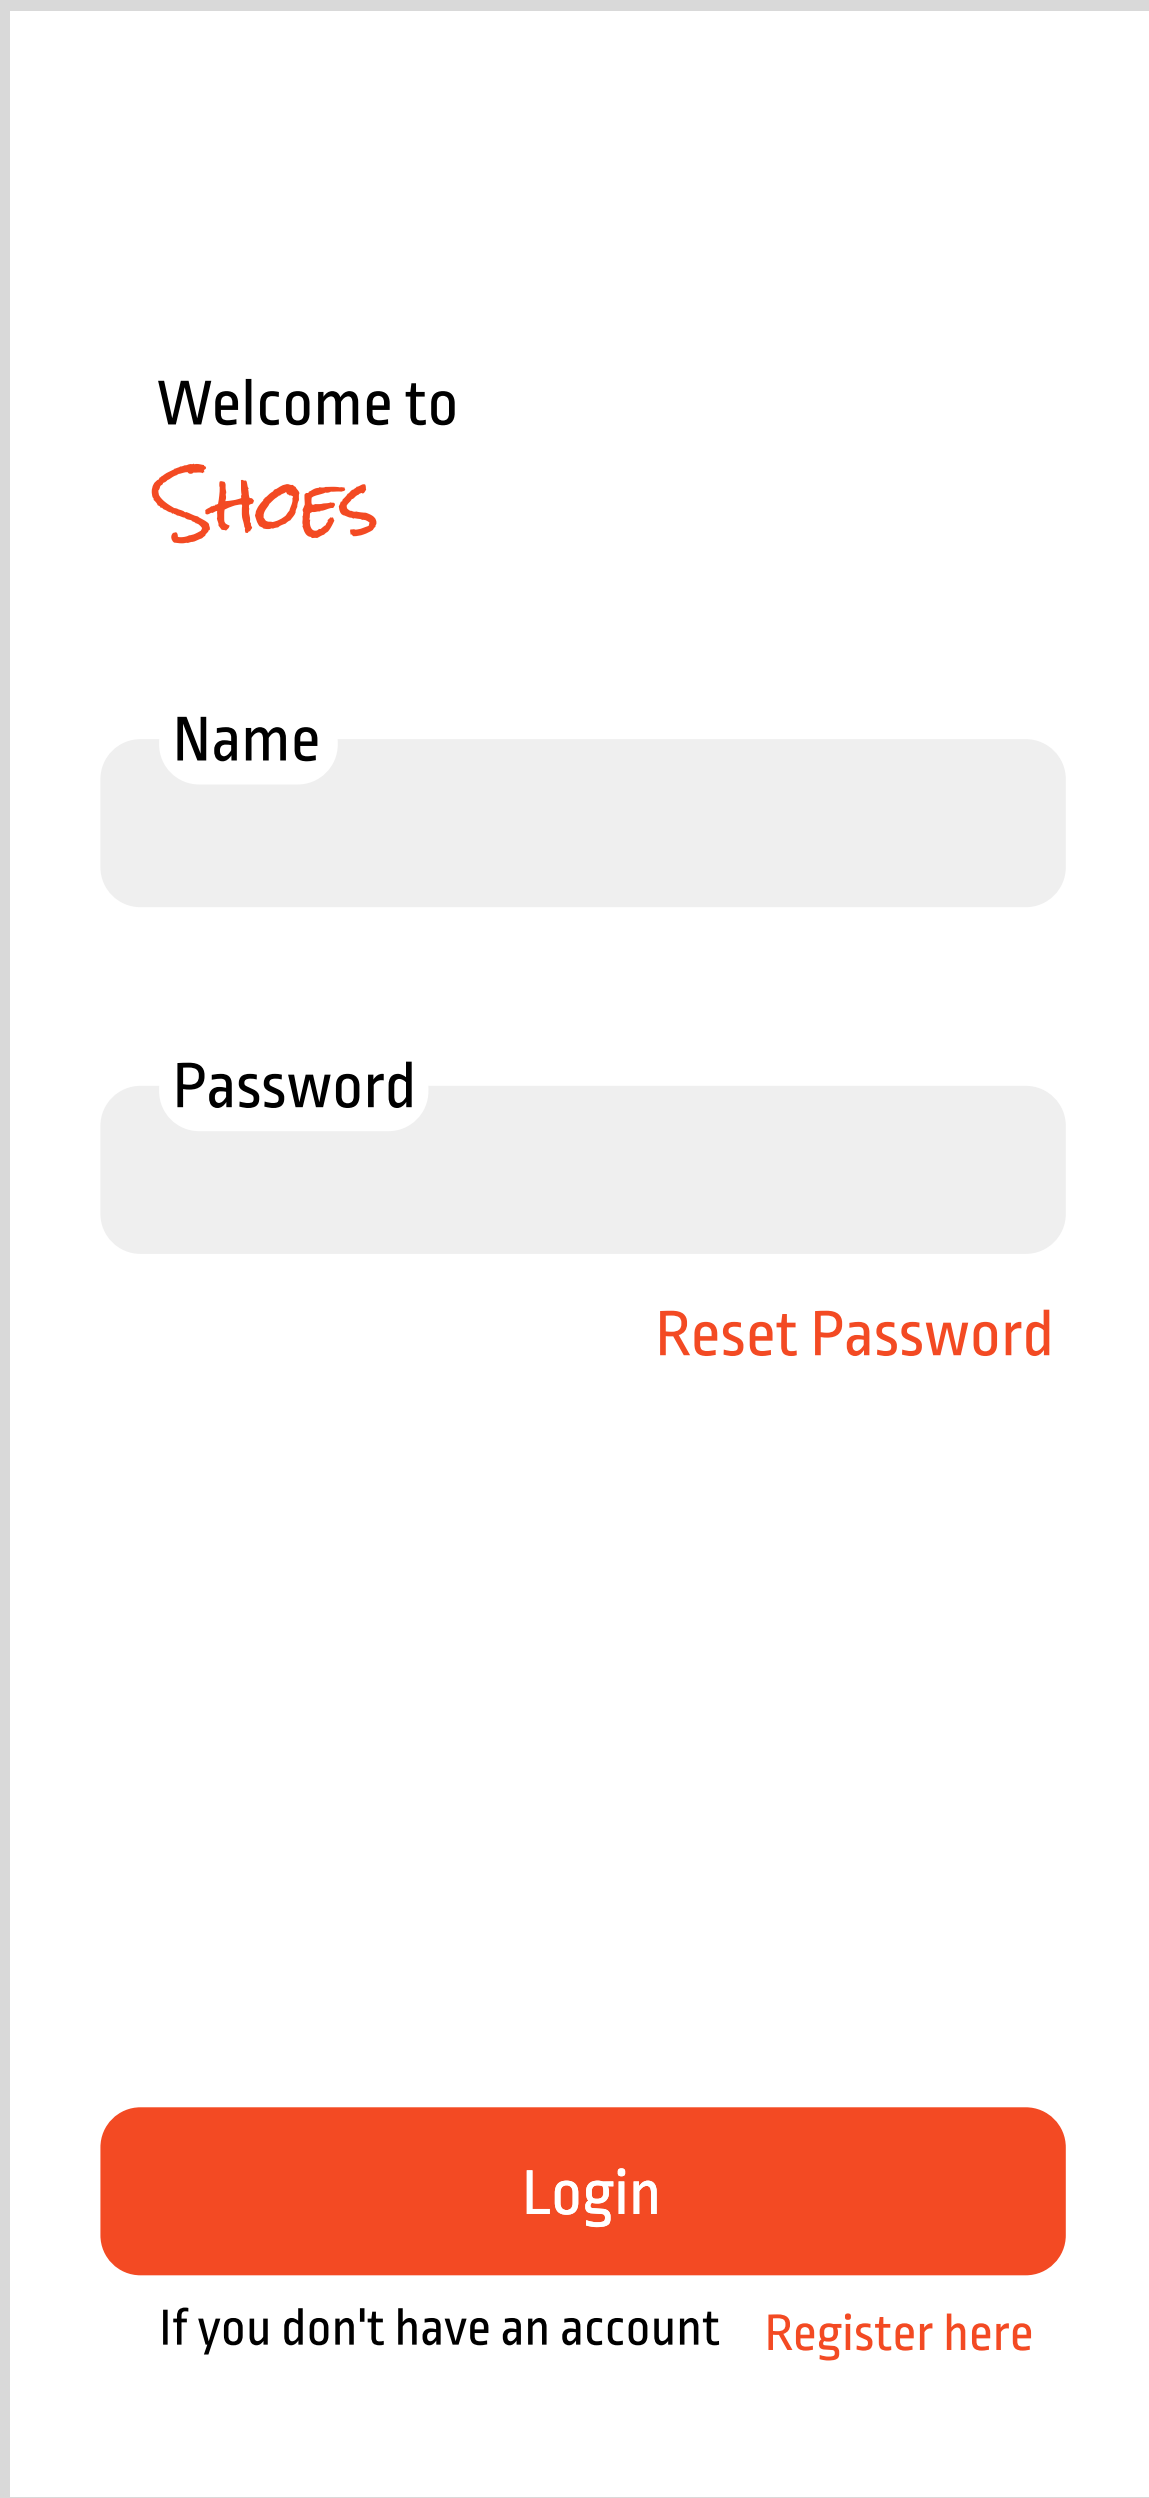 Welcome to
SHOES
Name
Password
Reset Password
Login
If you don't have an account Register here